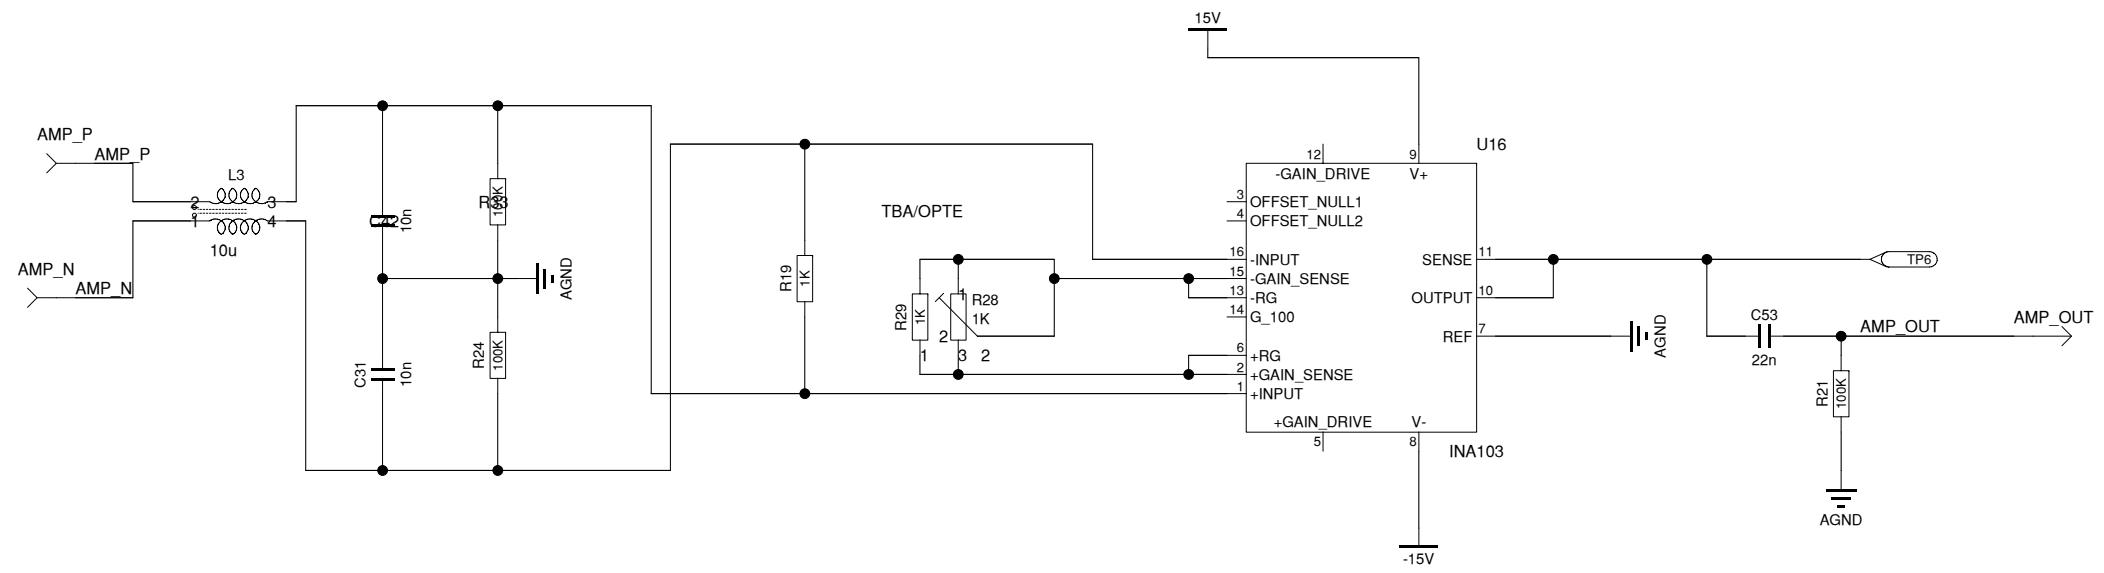 15V
U16
AMP_P
AMP_P
L3
2
3
1
4
10u
AMP_N
AMP_N
10n
100K
AGND
C31
10n
R24
100K
R19
1K
TBA/OPTE
R29
1K
1
R28
1K
2
1
3
2
12
9
-GAIN_DRIVE
V+
3
OFFSET_NULL1
4
OFFSET_NULL2
16
-INPUT
15
-GAIN_SENSE
13
-RG
14
G_100
6
+RG
2
+GAIN_SENSE
1
+INPUT
+GAIN_DRIVE
V-
5
8
SENSE
11
OUTPUT
10
REF
7
INA103
-15V
AGND
TP6
C53
22n
AMP_OUT
AMP_OUT
R21
100K
AGND